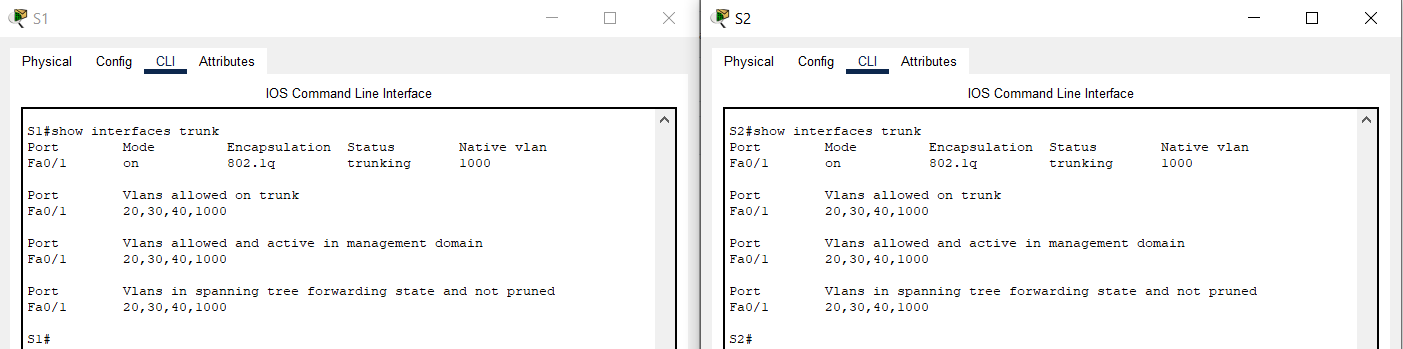 S1
Physical Config CLI Attributes
IOS Command Line Interface
S1#show interfaces trunk
Port Mode Encapsulation Status Native vlan
Fa0/1 on 802.1q trunking 1000
Port Vlans allowed on trunk
Fa0/1 20,30,40,1000
Port Vlans allowed and active in management domain
Fa0/1 20,30,40,1000
Port Vlans in spanning tree forwarding state and not pruned
Fa0/1 20,30,40,1000
S1#
S2
Physical Config CLI Attributes
IOS Command Line Interface
S2#show interfaces trunk
Port Mode Encapsulation Status Native vlan
Fa0/1 on 802.1q trunking 1000
Port Vlans allowed on trunk
Fa0/1 20,30,40,1000
Port Vlans allowed and active in management domain
Fa0/1 20,30,40,1000
Port Vlans in spanning tree forwarding state and not pruned
Fa0/1 20,30,40,1000
S2#